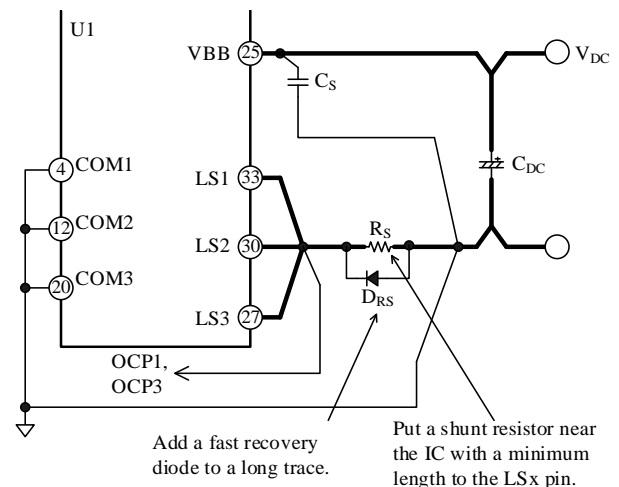 U1
VBB 25
V_DC
C_S
C_DC
4 COM1
LS1 33
12 COM2
LS2 30
R_S
20 COM3
D_RS
LS3 27
OCP1,
OCP3
Add a fast recovery
diode to a long trace.
Put a shunt resistor near
the IC with a minimum
length to the LSx pin.